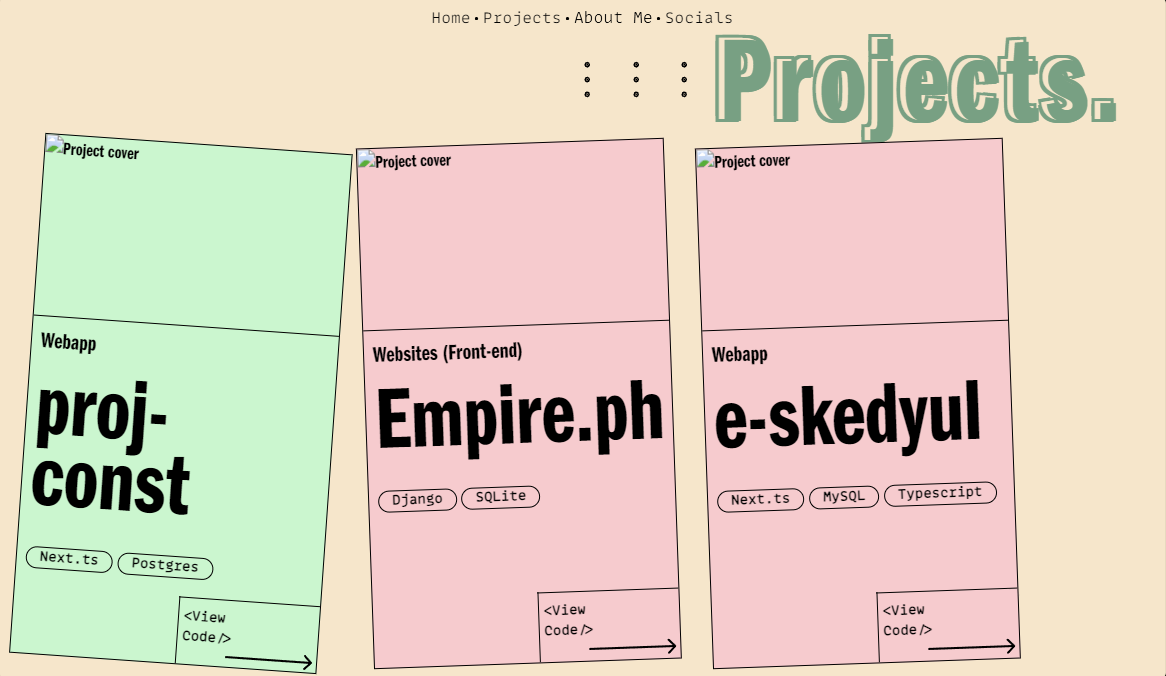 Home•Projects•About Me•Socials
Projects.
Project cover
Webapp
proj-
const
Next.ts Postgres
<View
Code/>
Project cover
Websites (Front-end)
Empire.ph
Django SQLite
<View
Code/>
Project cover
Webapp
e-skedyul
Next.ts MySQL Typescript
<View
Code/>